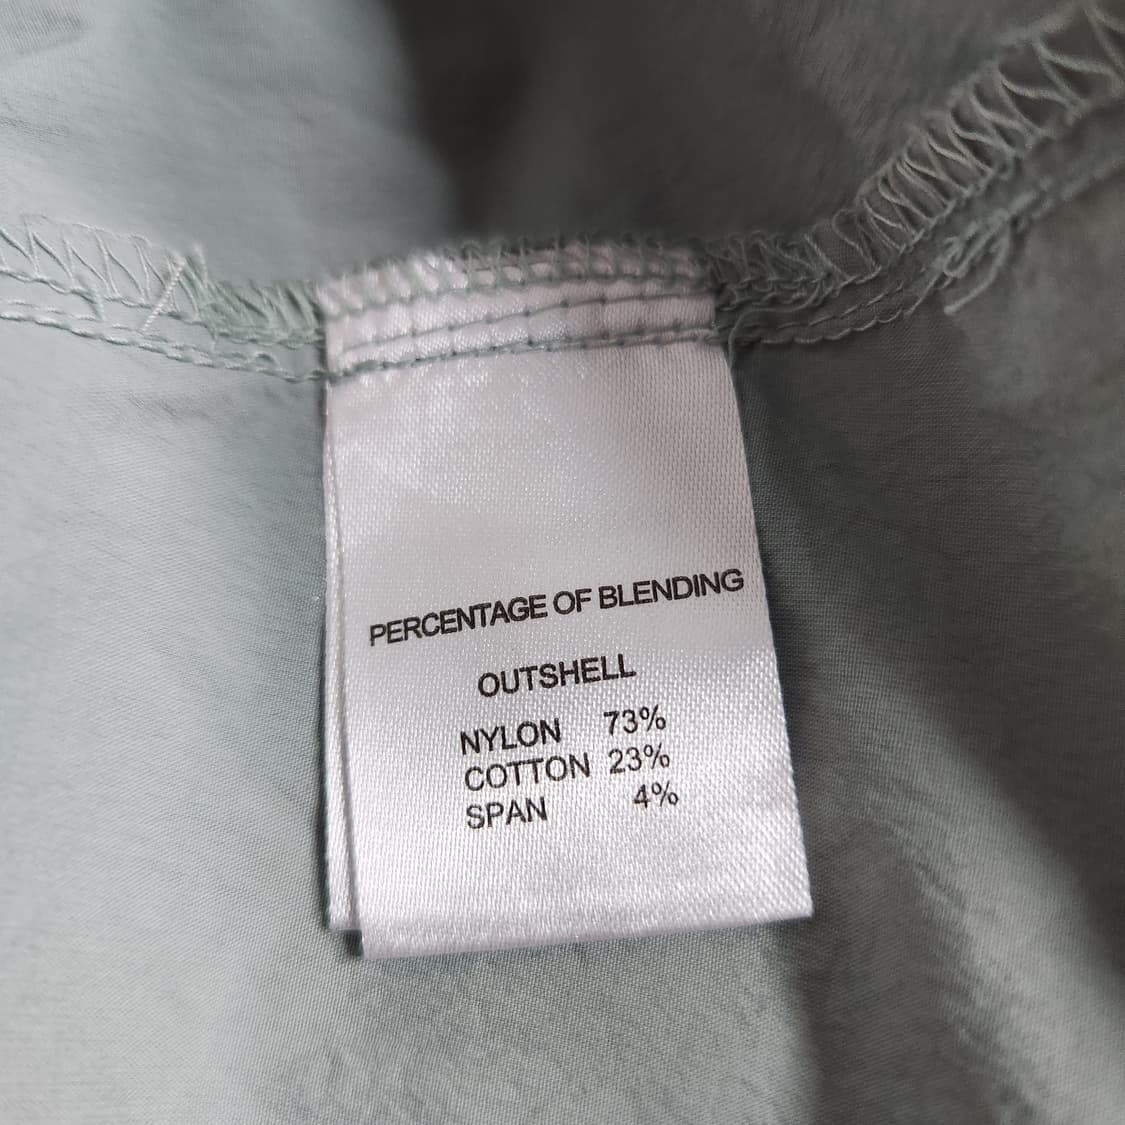 PERCENTAGE OF BLENDING
OUTSHELL
NYLON 73%
COTTON 23%
SPAN 4%